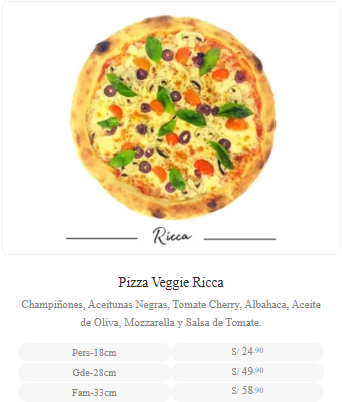 Ricca
Pizza Veggie Ricca
Champiñones, Aceitunas Negras, Tomate Cherry, Albahaca, Aceite
de Oliva, Mozzarella y Salsa de Tomate.
Pers-18cm S/ 24.90
Gde-28cm S/ 49.90
Fam-33cm S/ 58.90